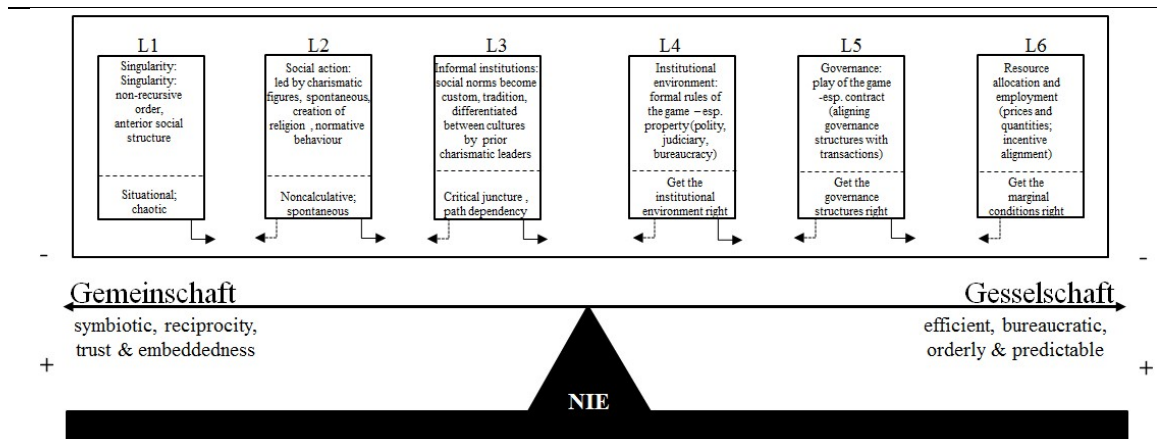 L1
Singularity:
Singularity:
non-recursive
order,
anterior social
structure
Situational;
chaotic
L2
Social action:
led by charismatic
figures, spontaneous,
creation of
religion , normative
behaviour
Noncalculative;
spontaneous
L3
Informal institutions:
social norms become
custom, tradition,
differentiated
between cultures
by prior
charismatic leaders
Critical juncture ,
path dependency
L4
Institutional
environment:
formal rules of
the game – esp.
property (polity,
judiciary,
bureaucracy)
Get the
institutional
environment right
L5
Governance:
play of the game
-esp. contract
(aligning
governance
structures with
transactions)
Get the
governance
structures right
L6
Resource
allocation and
employment
(prices and
quantities;
incentive
alignment)
Get the
marginal
conditions right
-
-
Gemeinschaft
symbiotic, reciprocity,
trust & embeddedness
Gesselschaft
efficient, bureaucratic,
orderly & predictable
+
+
NIE